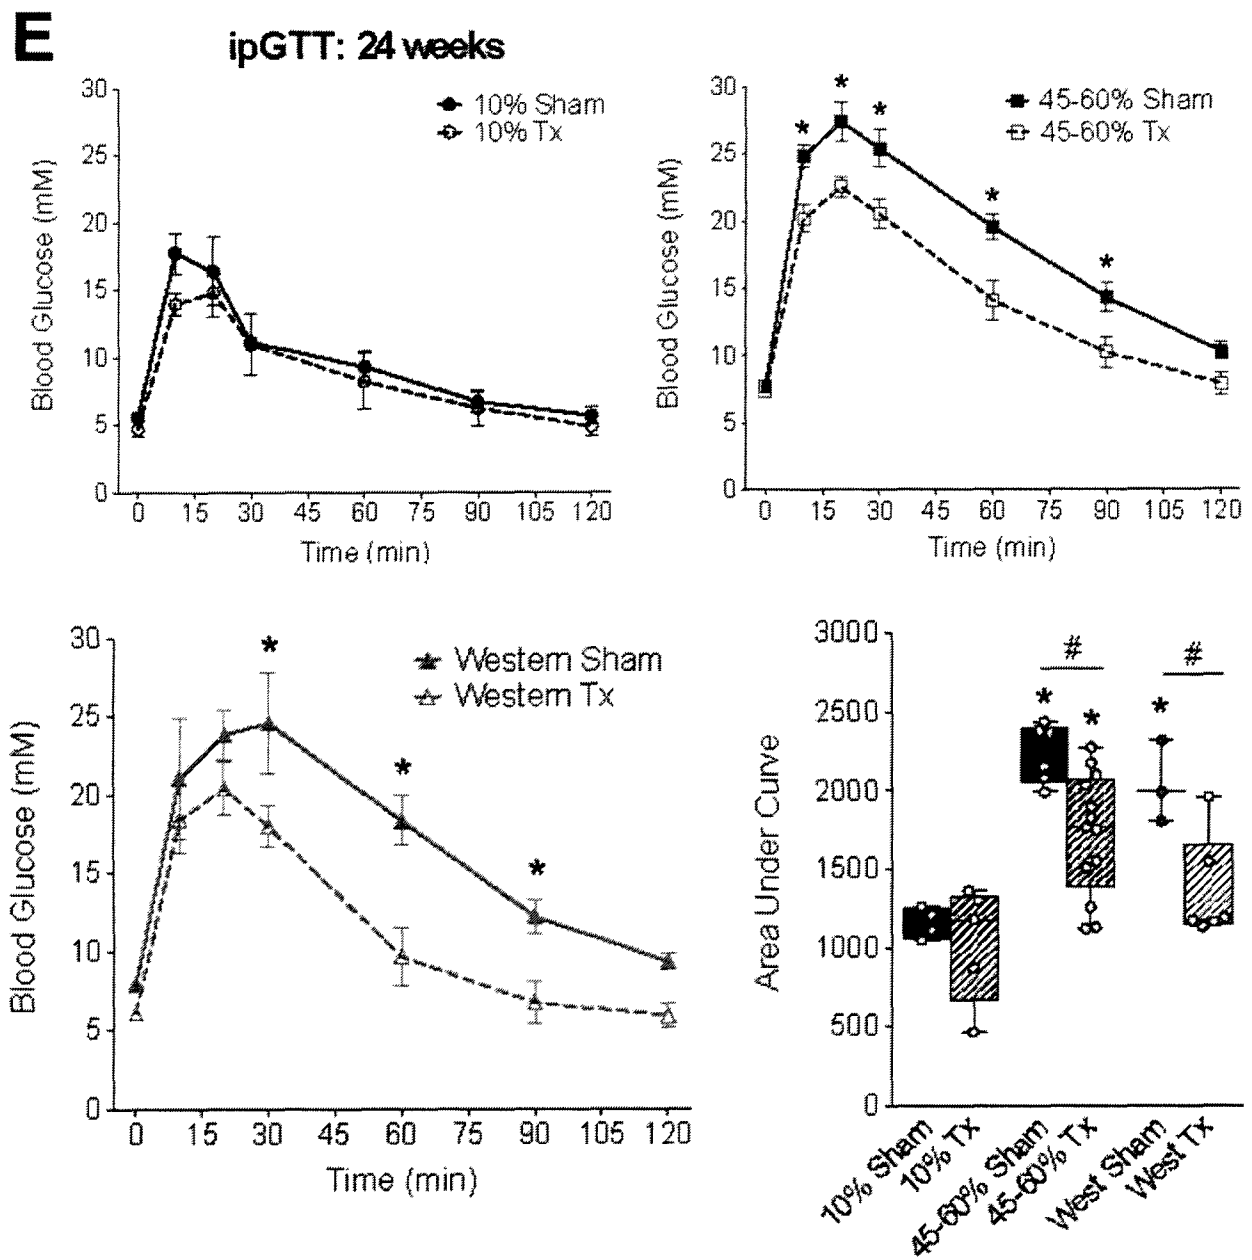 E
ipGTT: 24 weeks
10% Sham
10% Tx
Blood Glucose (mM)
30
25
20
15
10
5
0
0 15 30 45 60 75 90 105 120
Time (min)
* * * * *
45-60% Sham
45-60% Tx
Blood Glucose (mM)
30
25
20
15
10
5
0
0 15 30 45 60 75 90 105 120
Time (min)
* * *
Western Sham
Western Tx
Blood Glucose (mM)
30
25
20
15
10
5
0
0 15 30 45 60 75 90 105 120
Time (min)
# #
* * *
Area Under Curve
3000
2500
2000
1500
1000
500
0
10% Sham
10% Tx
45-60% Sham
45-60% Tx
West Sham
West Tx